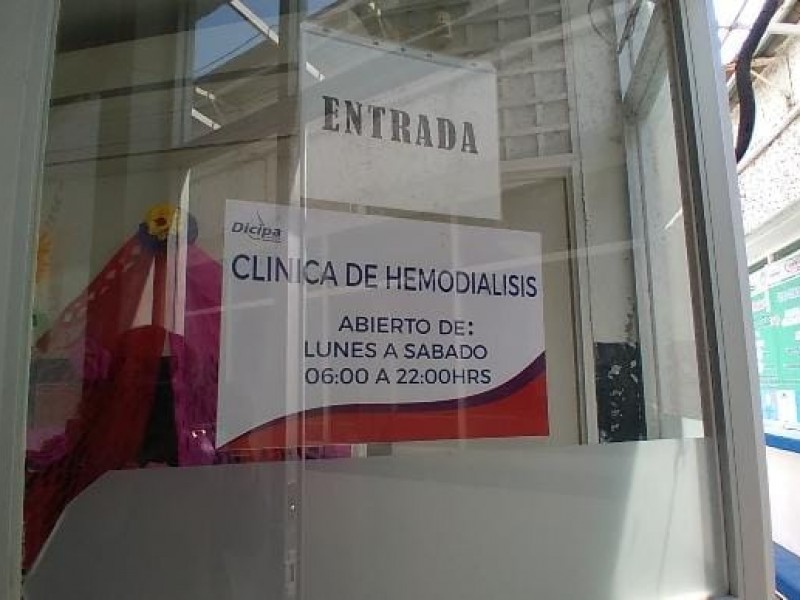 ENTRADA
Dicipa
CLINICA DE HEMODIALISIS
ABIERTO DE:
LUNES A SABADO
06:00 A 22:00HRS